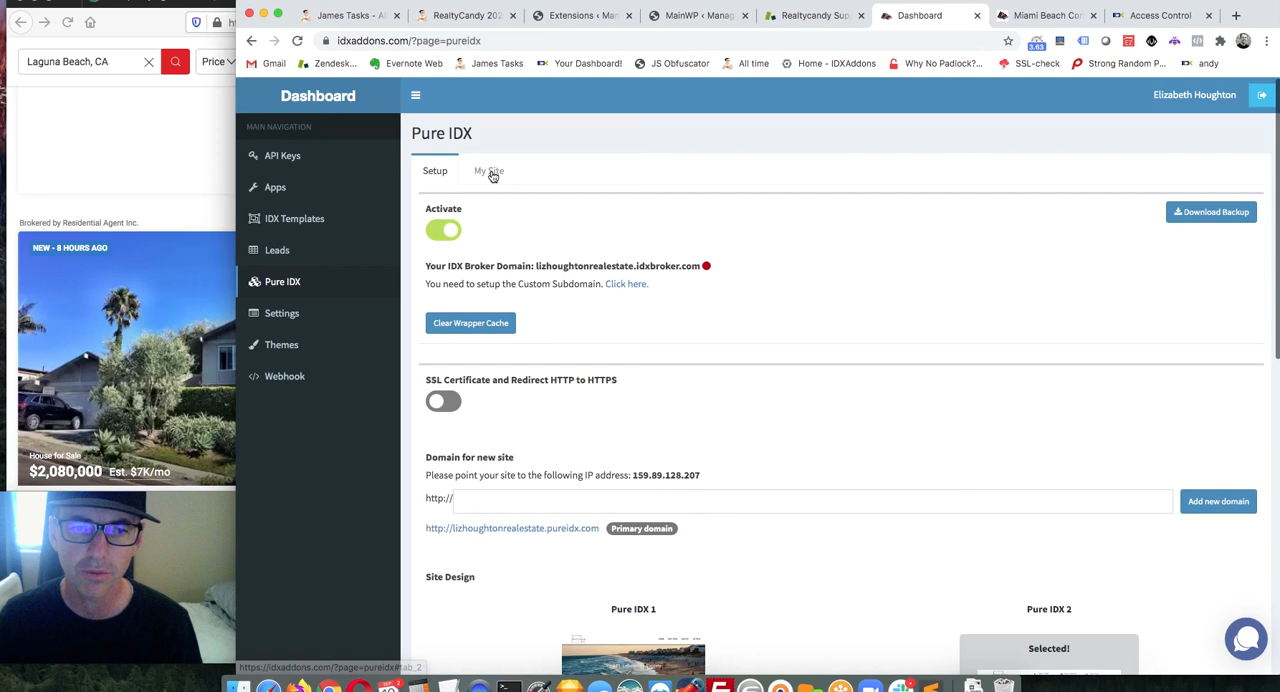 Laguna Beach, CA
Price
Brokered by Residential Agent Inc.
NEW - 8 HOURS AGO
House for Sale
$2,080,000 Est. $7K/mo
James Tasks - A
RealtyCandy 202
Extensions ‹ Ma
MainWP
RealtyCandy Sup
Dashboard
Miami Beach Co
Access Control
idxaddons.com/?page=pureidx
3.63
Gmail
Zendesk...
Evernote Web
James Tasks
Your Dashboard!
JS Obfuscator
All time
Home - IDXAddons
Why No Padlock?...
SSL-check
Strong Random P...
andy
Dashboard
Elizabeth Houghton
MAIN NAVIGATION
API Keys
Apps
IDX Templates
Leads
Pure IDX
Settings
Themes
Webhook
Pure IDX
Setup
My Site
Activate
Download Backup
Your IDX Broker Domain: lizhoughtonrealestate.idxbroker.com
You need to setup the Custom Subdomain. Click here.
Clear Wrapper Cache
SSL Certificate and Redirect HTTP to HTTPS
Domain for new site
Please point your site to the following IP address: 159.89.128.207
http://
Add new domain
http://lizhoughtonrealestate.pureidx.com Primary domain
Site Design
Pure IDX 1
Pure IDX 2
Selected!
https://idxaddons.com/?page=pureidx#tab_2